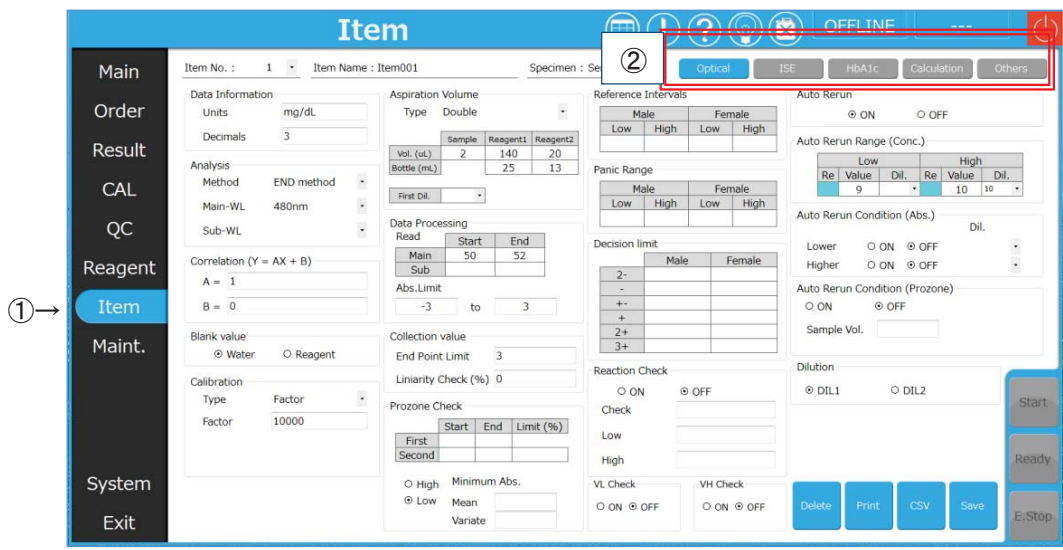 Item
OFFLINE ---
②
Main
Order
Result
CAL
QC
Reagent
①→ Item
Maint.
System
Exit
Item No. : 1 Item Name : Item001 Specimen :
Optical ISE HbA1c Calculation Others
Data Information
Units mg/dL
Decimals 3
Analysis
Method END method
Main-WL 480nm
Sub-WL
Correlation (Y = AX + B)
A = 1
B = 0
Blank value
Water Reagent
Calibration
Type Factor
Factor 10000
Aspiration Volume
Type Double
Sample Reagent1 Reagent2
Vol. (uL) 2 140 20
Bottle (mL) 25 13
First Dil.
Data Processing
Read Start End
Main 50 52
Sub
Abs.Limit
-3 to 3
Collection value
End Point Limit 3
Liniarity Check (%) 0
Prozone Check
Start End Limit (%)
First
Second
High Minimum Abs.
Low Mean
Variate
Reference Intervals
Male Female
Low High Low High
Panic Range
Male Female
Low High Low High
Decision limit
Male Female
2-
-
+-
+
2+
3+
Reaction Check
ON OFF
Check
Low
High
VL Check VH Check
ON OFF ON OFF
Auto Rerun
ON OFF
Auto Rerun Range (Conc.)
Low High
Re Value Dil. Re Value Dil.
9 10 10
Auto Rerun Condition (Abs.)
Dil.
Lower ON OFF
Higher ON OFF
Auto Rerun Condition (Prozone)
ON OFF
Sample Vol.
Dilution
DIL1 DIL2
Delete Print CSV Save
Start
Ready
E.Stop